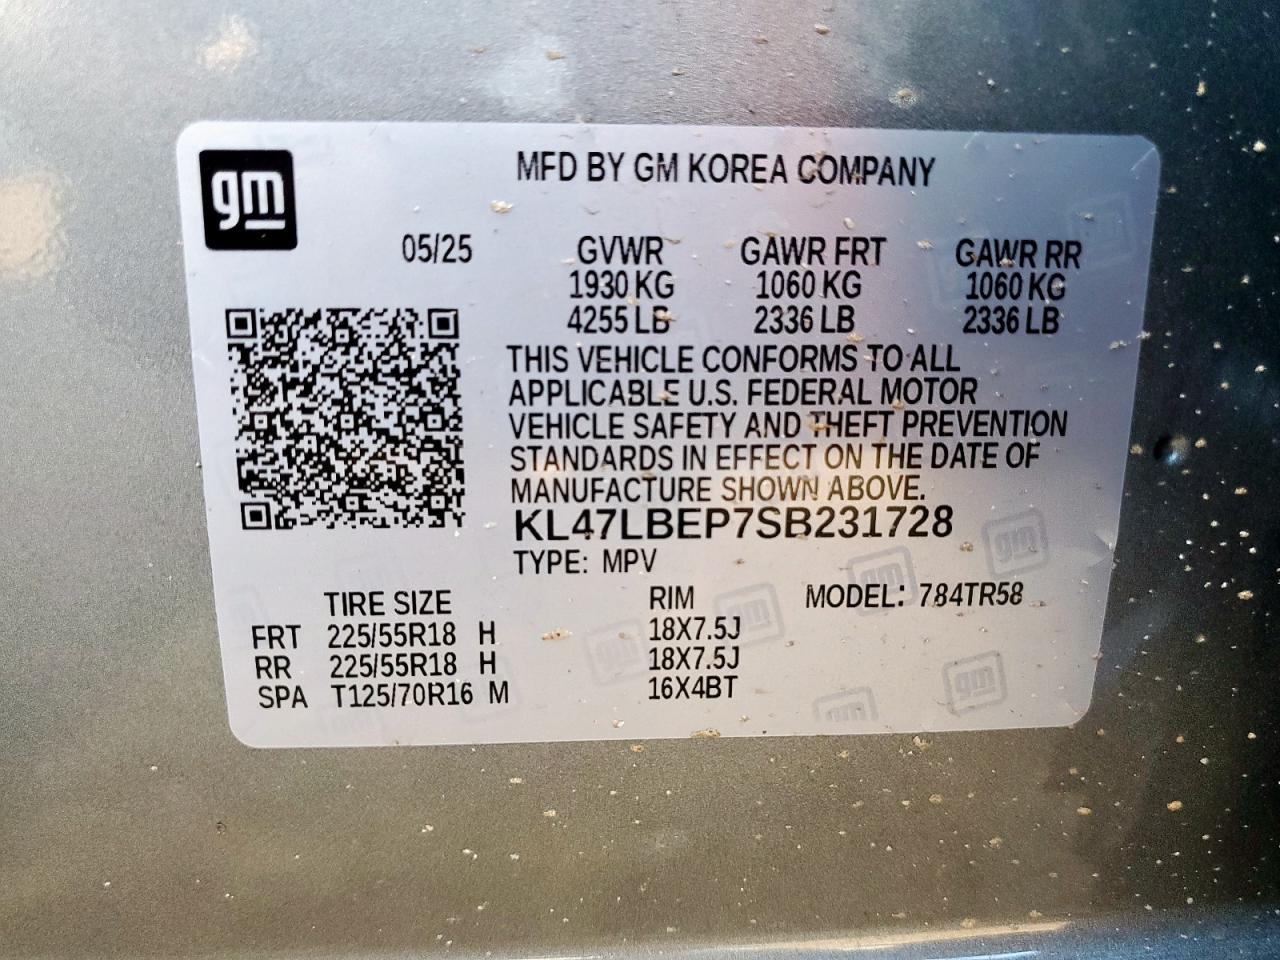 gm
MFD BY GM KOREA COMPANY
05/25 GVWR GAWR FRT GAWR RR
1930 KG 1060 KG 1060 KG
4255 LB 2336 LB 2336 LB
THIS VEHICLE CONFORMS TO ALL
APPLICABLE U.S. FEDERAL MOTOR
VEHICLE SAFETY AND THEFT PREVENTION
STANDARDS IN EFFECT ON THE DATE OF
MANUFACTURE SHOWN ABOVE.
KL47LBEP7SB231728
TYPE: MPV
TIRE SIZE RIM MODEL: 784TR58
FRT 225/55R18 H 18X7.5J
RR 225/55R18 H 18X7.5J
SPA T125/70R16 M 16X4BT